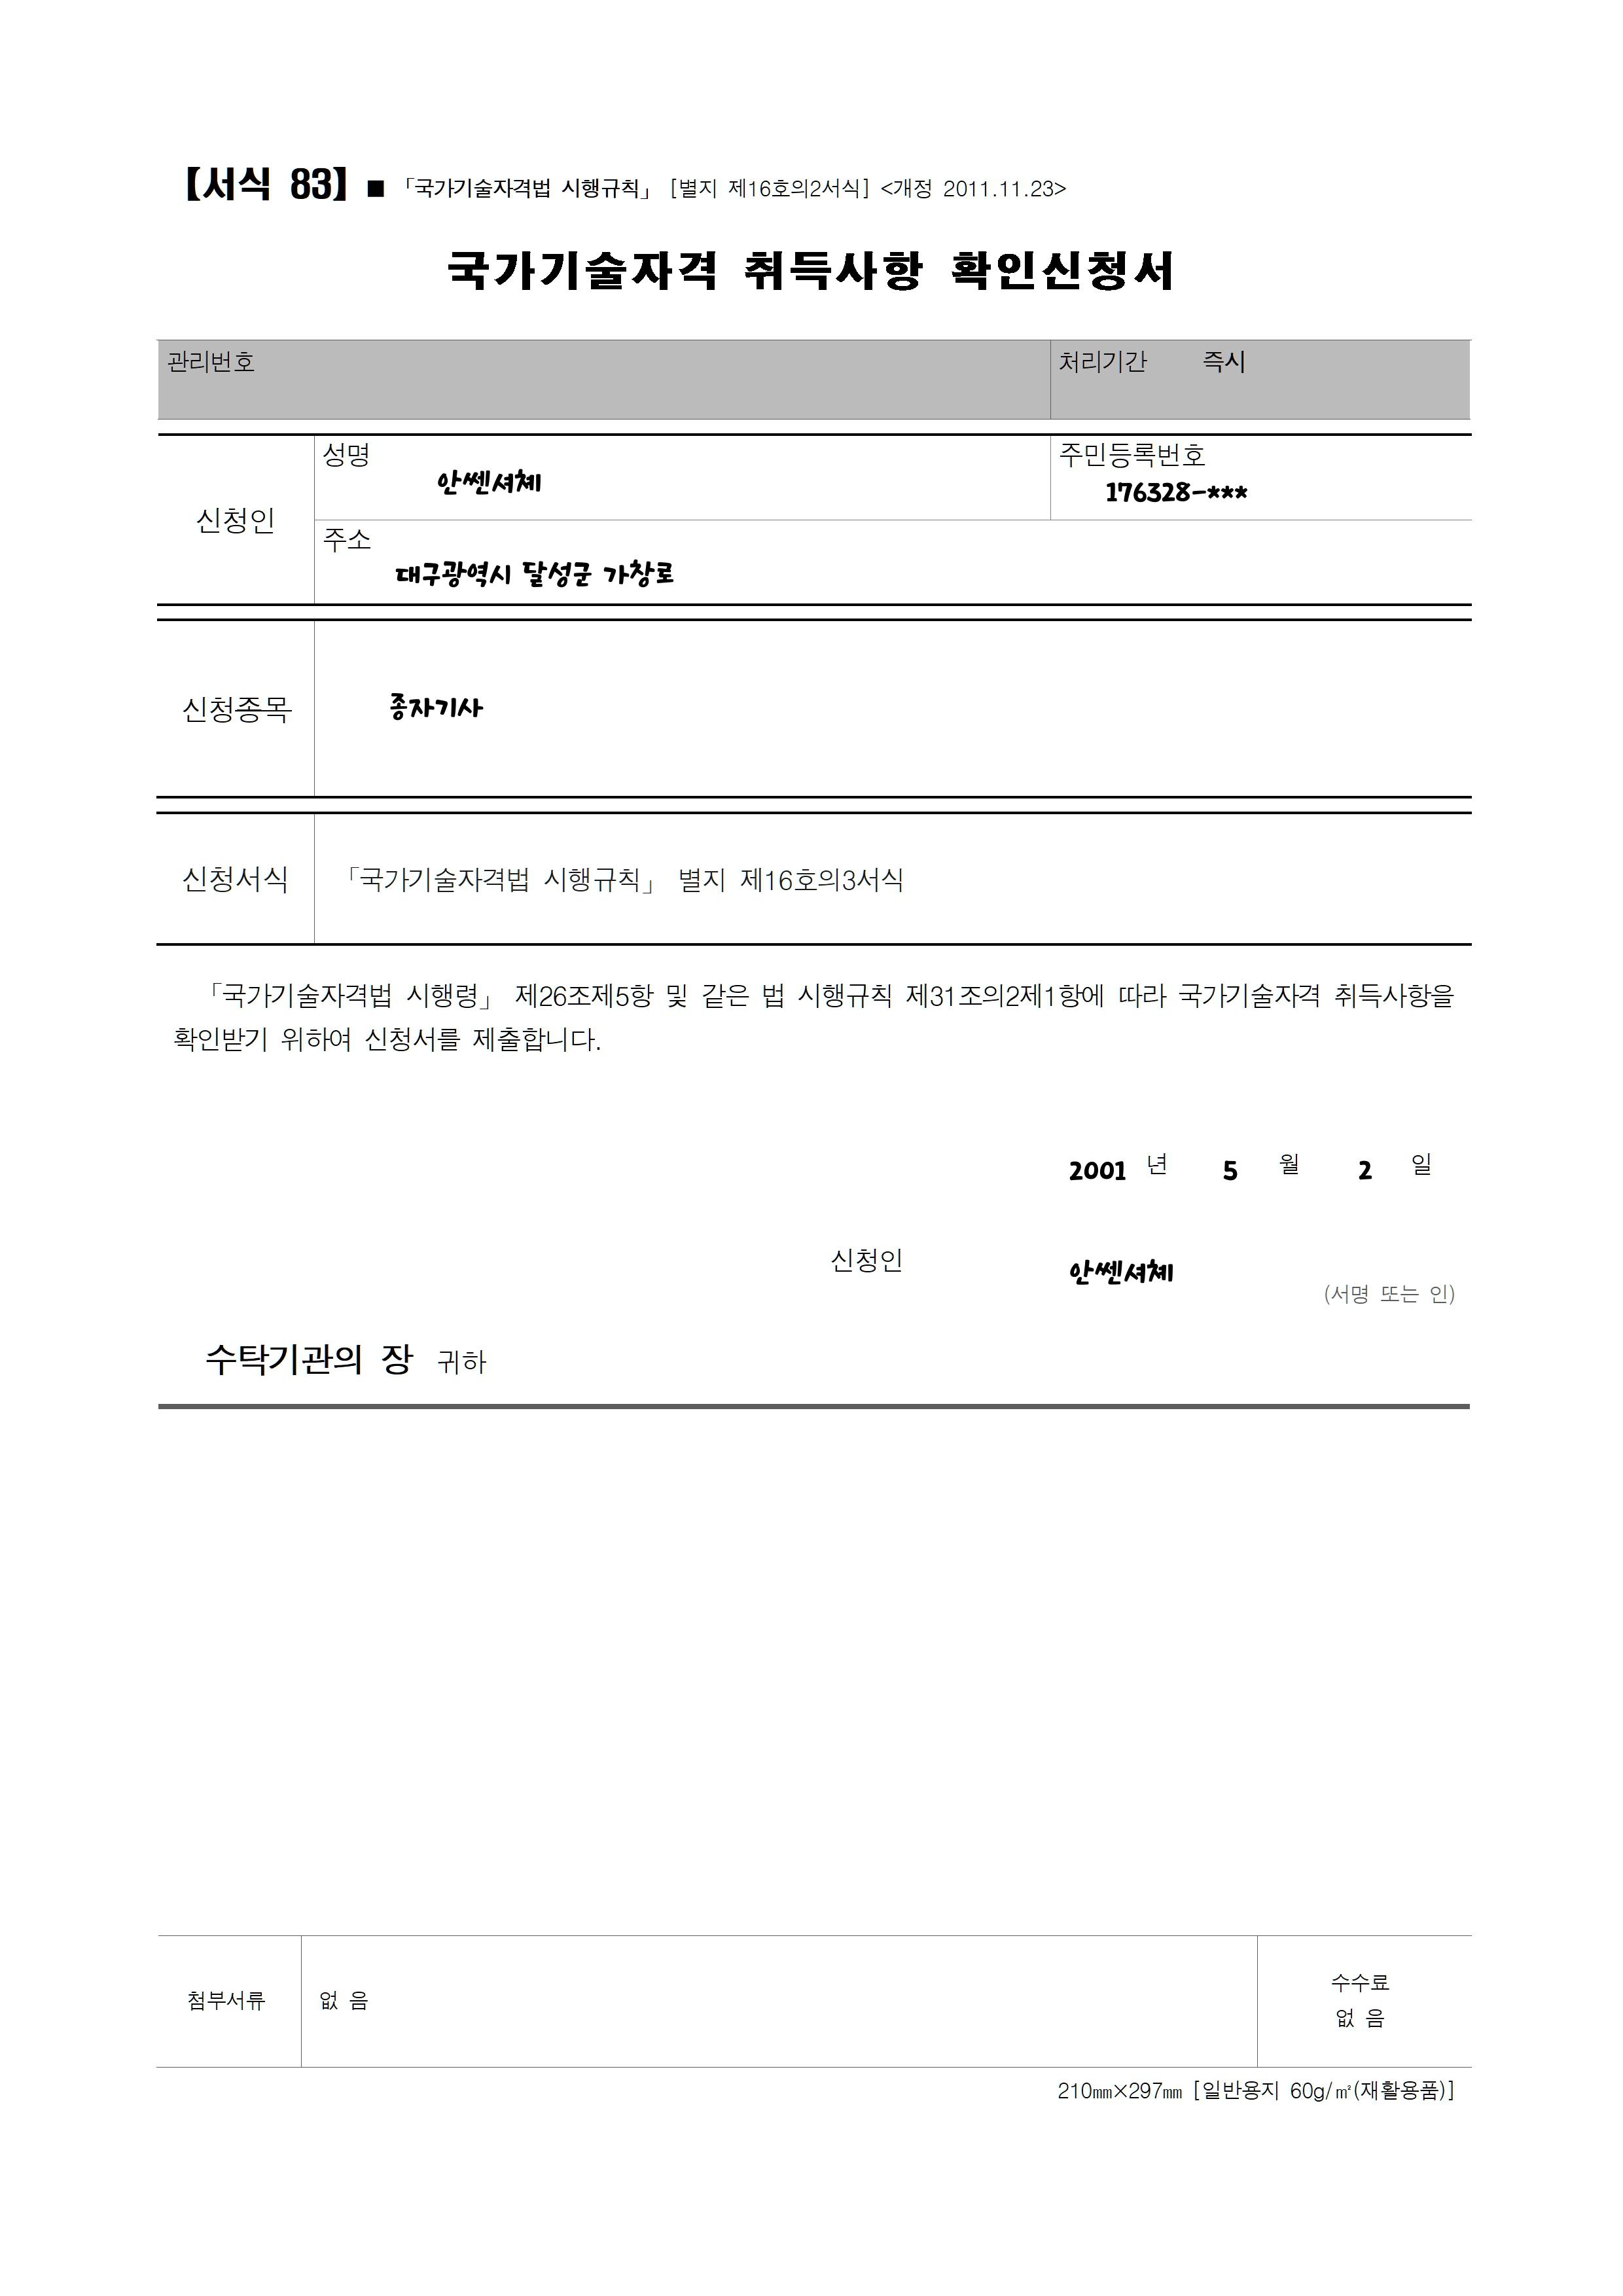 【서식 83】 ■ 「국가기술자격법 시행규칙」 [별지 제16호의2서식] <개정 2011.11.23>
국가기술자격 취득사항 확인신청서
관리번호 처리기간 즉시
성명 주민등록번호
안쎈셔체 176328-***
신청인
주소
대구광역시 달성군 가창로
신청종목 종자기사
신청서식 「국가기술자격법 시행규칙」 별지 제16호의3서식
「국가기술자격법 시행령」 제26조제5항 및 같은 법 시행규칙 제31조의2제1항에 따라 국가기술자격 취득사항을
확인받기 위하여 신청서를 제출합니다.
2001 년 5 월 2 일
신청인 안쎈셔체
(서명 또는 인)
수탁기관의 장 귀하
첨부서류 없 음 수수료
없 음
210㎜×297㎜ [일반용지 60g/㎡(재활용품)]